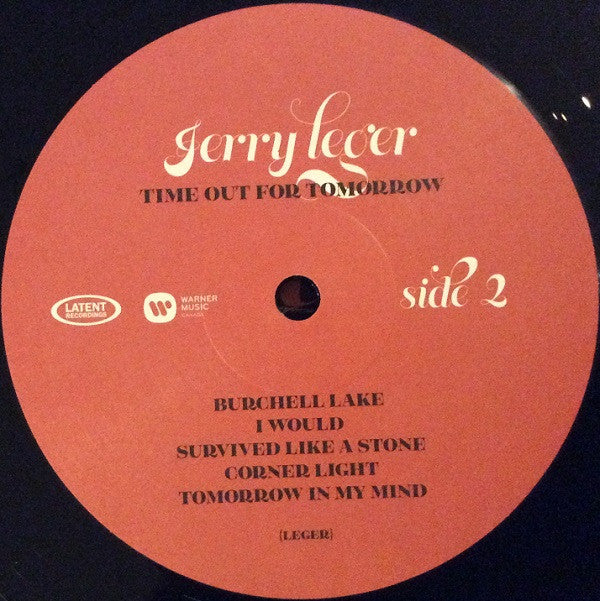 Jerry leger
TIME OUT FOR TOMORROW
LATENT
RECORDINGS
WARNER
MUSIC
CANADA
side 2
BURCHELL LAKE
I WOULD
SURVIVED LIKE A STONE
CORNER LIGHT
TOMORROW IN MY MIND
(LEGER)